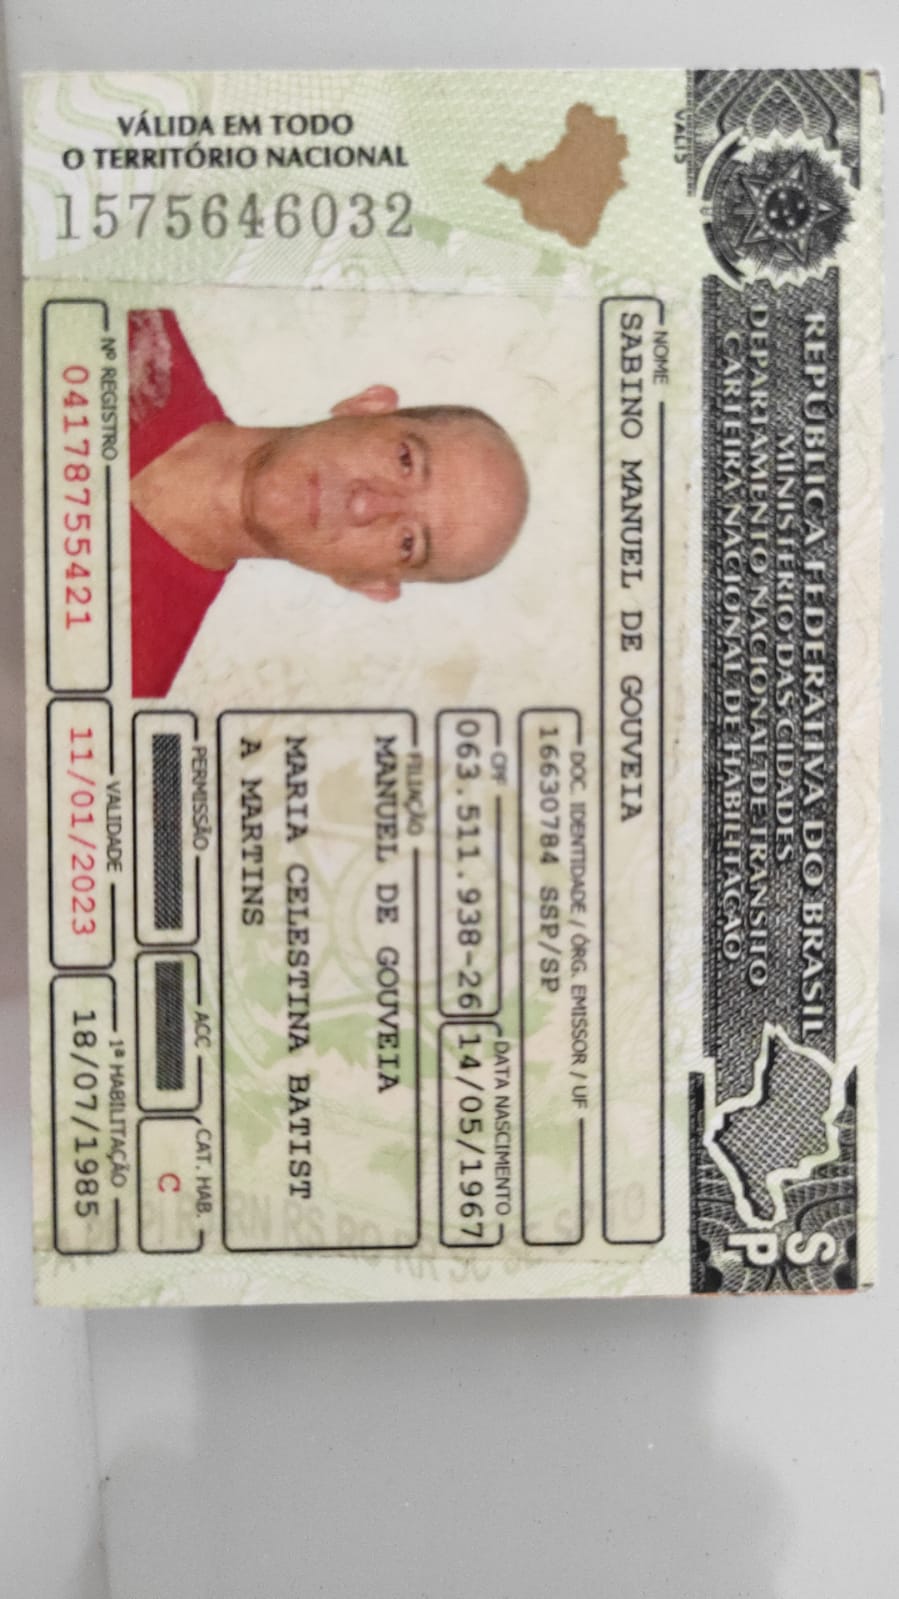 REPÚBLICA FEDERATIVA DO BRASIL
MINISTÉRIO DAS CIDADES
DEPARTAMENTO NACIONAL DE TRÂNSITO
CARTEIRA NACIONAL DE HABILITAÇÃO
SP
NOME
SABINO MANUEL DE GOUVEIA
DOC. IDENTIDADE / ÓRG. EMISSOR / UF
16630784 SSP/SP
CPF
063.511.938-26
DATA NASCIMENTO
14/05/1967
FILIAÇÃO
MANUEL DE GOUVEIA
MARIA CELESTINA BATIST
A MARTINS
PERMISSÃO
ACC
CAT. HAB.
C
Nº REGISTRO
04178755421
VALIDADE
11/01/2023
1ª HABILITAÇÃO
18/07/1985
VÁLIDA EM TODO
O TERRITÓRIO NACIONAL
1575646032